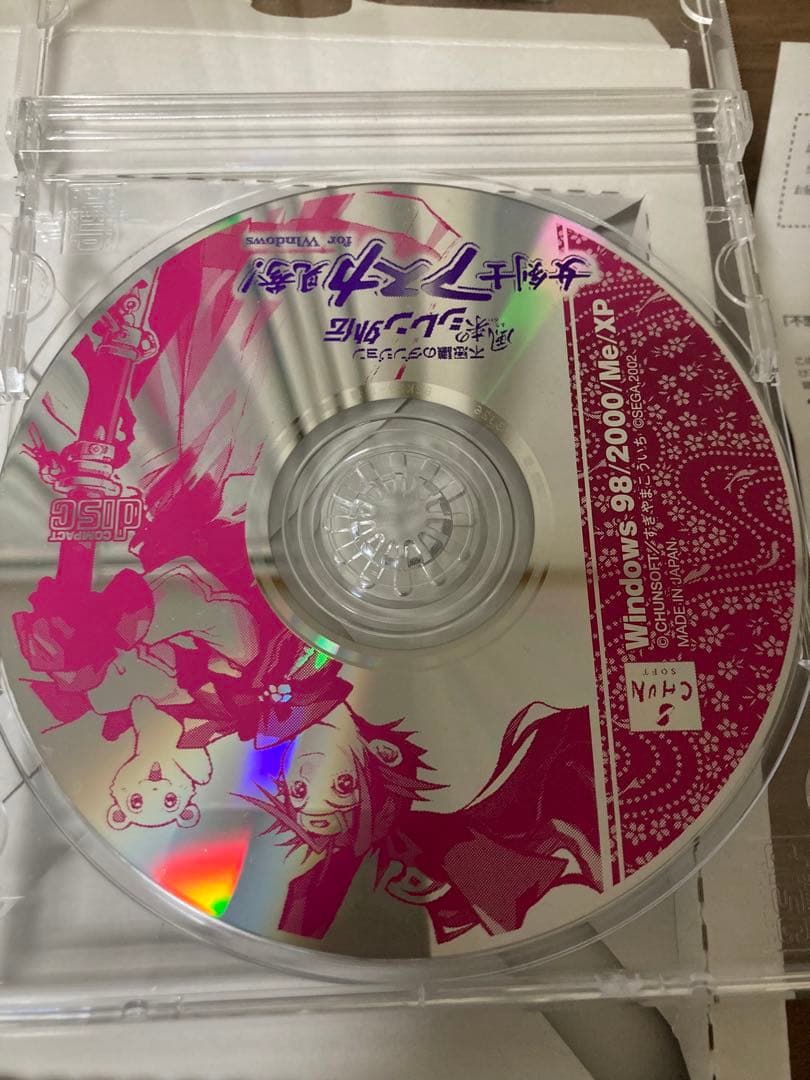 不思議のダンジョン
風来のシレン外伝
女剣士アスカ見参!
for Windows
Windows 98/2000/Me/XP
© CHUNSOFT/すぎやまこういち ©SEGA.2002.
MADE IN JAPAN
CHUN
SOFT
COMPACT
disc